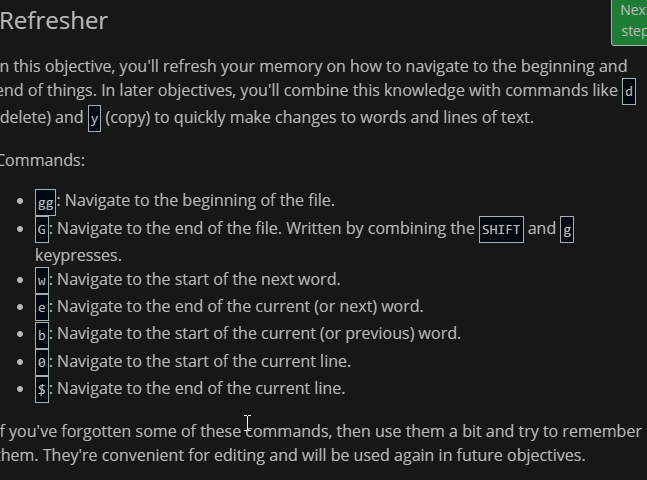 Refresher
Nex
step
n this objective, you'll refresh your memory on how to navigate to the beginning and
end of things. In later objectives, you'll combine this knowledge with commands like d
(delete) and y (copy) to quickly make changes to words and lines of text.
Commands:
• gg: Navigate to the beginning of the file.
• G: Navigate to the end of the file. Written by combining the SHIFT and g
keypresses.
• w: Navigate to the start of the next word.
• e: Navigate to the end of the current (or next) word.
• b: Navigate to the start of the current (or previous) word.
• 0: Navigate to the start of the current line.
• $: Navigate to the end of the current line.
f you've forgotten some of these commands, then use them a bit and try to remember
them. They're convenient for editing and will be used again in future objectives.